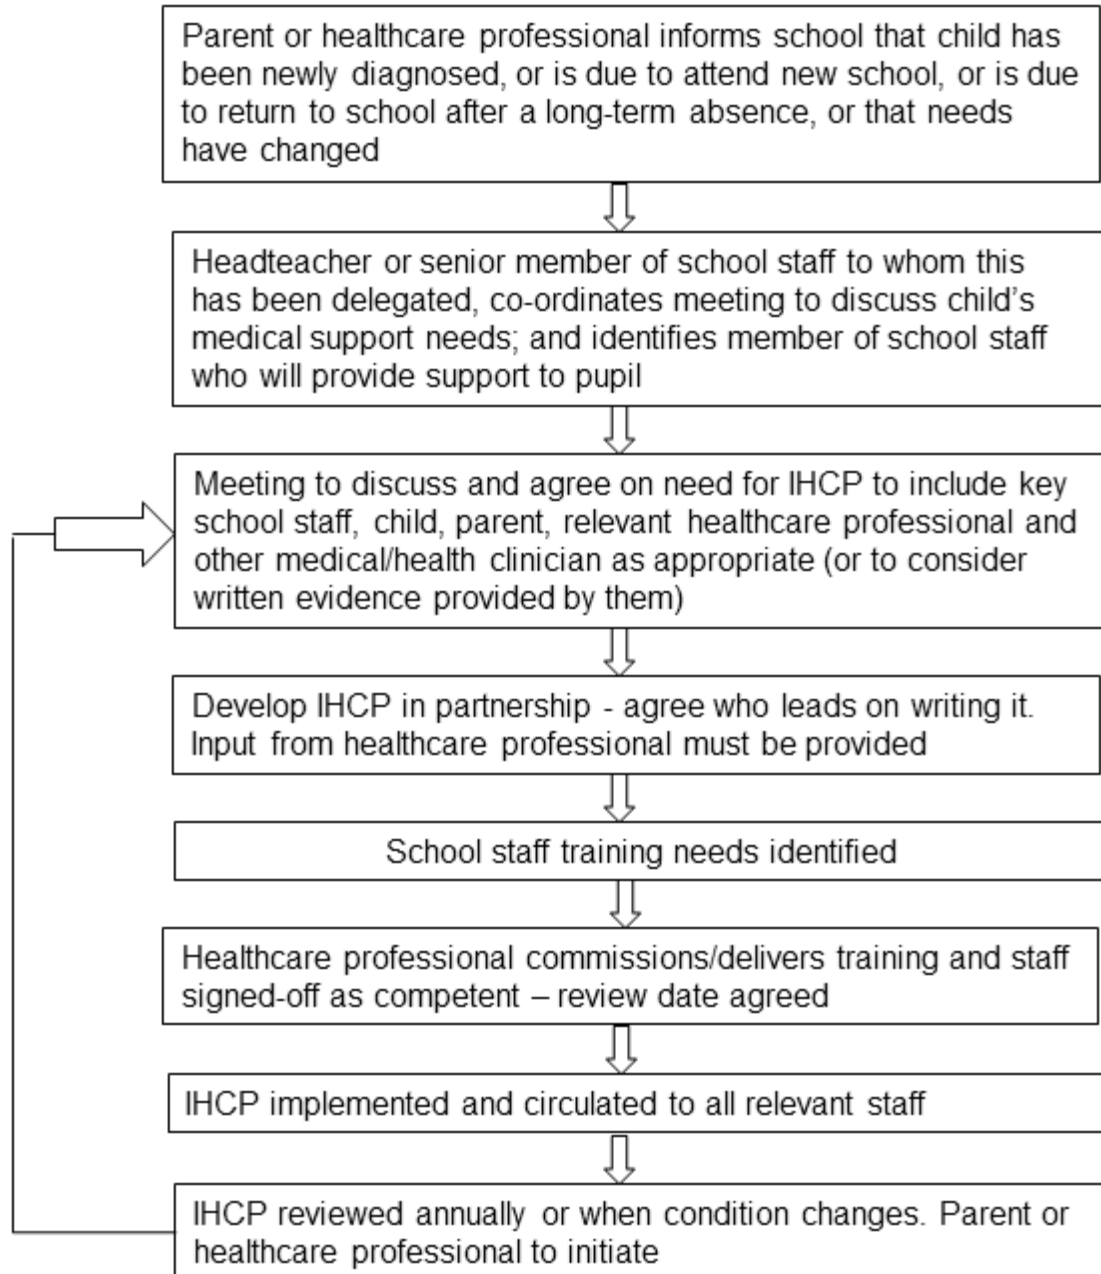 Parent or healthcare professional informs school that child has
been newly diagnosed, or is due to attend new school, or is due
to return to school after a long-term absence, or that needs
have changed
Headteacher or senior member of school staff to whom this
has been delegated, co-ordinates meeting to discuss child's
medical support needs; and identifies member of school staff
who will provide support to pupil
Meeting to discuss and agree on need for IHCP to include key
school staff, child, parent, relevant healthcare professional and
other medical/health clinician as appropriate (or to consider
written evidence provided by them)
Develop IHCP in partnership - agree who leads on writing it.
Input from healthcare professional must be provided
School staff training needs identified
Healthcare professional commissions/delivers training and staff
signed-off as competent – review date agreed
IHCP implemented and circulated to all relevant staff
IHCP reviewed annually or when condition changes. Parent or
healthcare professional to initiate